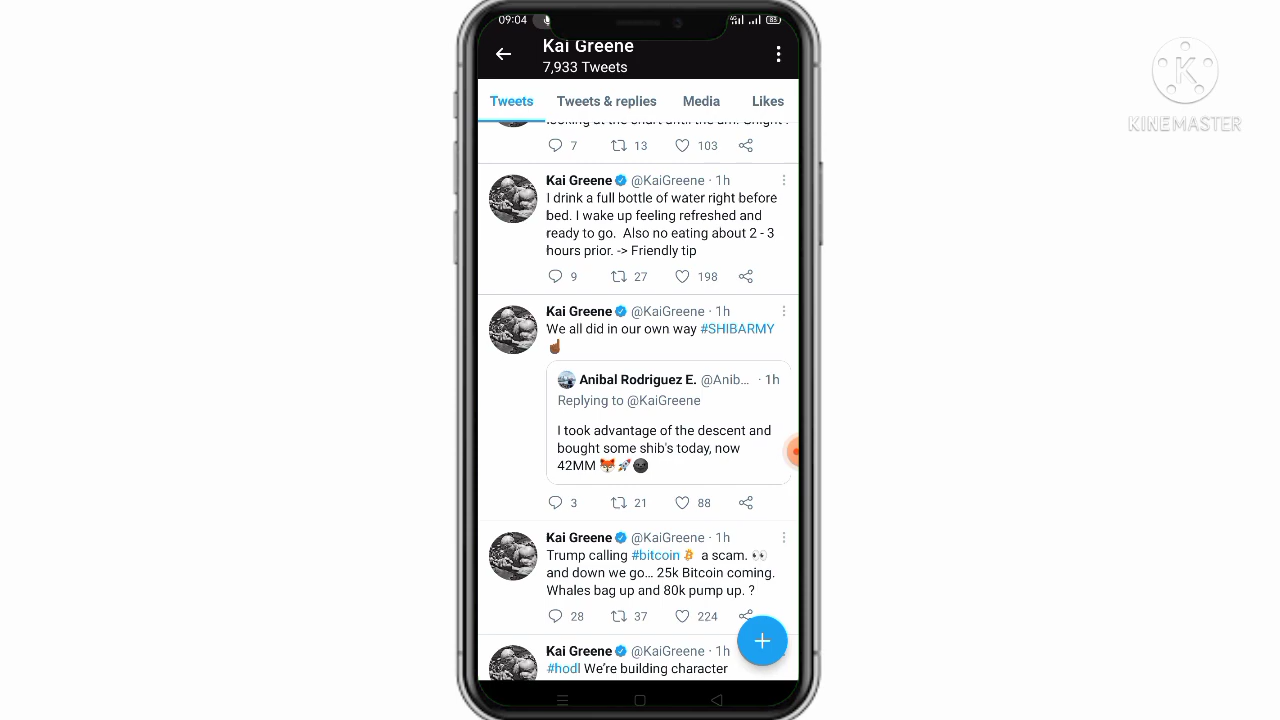 09:04
Kai Greene
7,933 Tweets
Tweets Tweets & replies Media Likes
7 13 103
Kai Greene @KaiGreene · 1h
I drink a full bottle of water right before
bed. I wake up feeling refreshed and
ready to go. Also no eating about 2 - 3
hours prior. -> Friendly tip
9 27 198
Kai Greene @KaiGreene · 1h
We all did in our own way #SHIBARMY
☝🏾
Anibal Rodriguez E. @Anib... · 1h
Replying to @KaiGreene
I took advantage of the descent and
bought some shib's today, now
42MM 🦊🚀🌚
3 21 88
Kai Greene @KaiGreene · 1h
Trump calling #bitcoin a scam. 👀
and down we go... 25k Bitcoin coming.
Whales bag up and 80k pump up. ?
28 37 224
Kai Greene @KaiGreene · 1h
#hodl We're building character
K
KINEMASTER